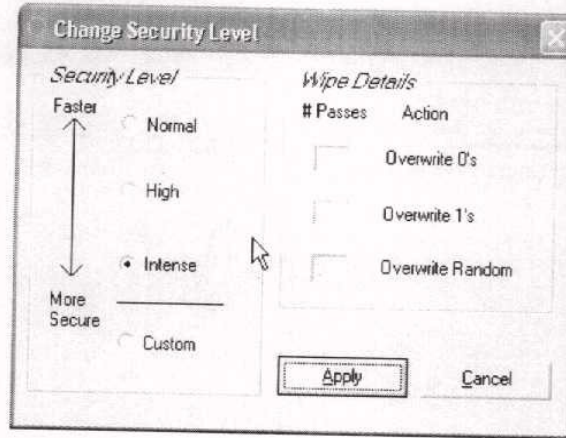 Change Security Level
Security Level
Faster
Normal
High
Intense
More
Secure
Custom
Wipe Details
# Passes Action
Overwrite 0's
Overwrite 1's
Overwrite Random
Apply Cancel